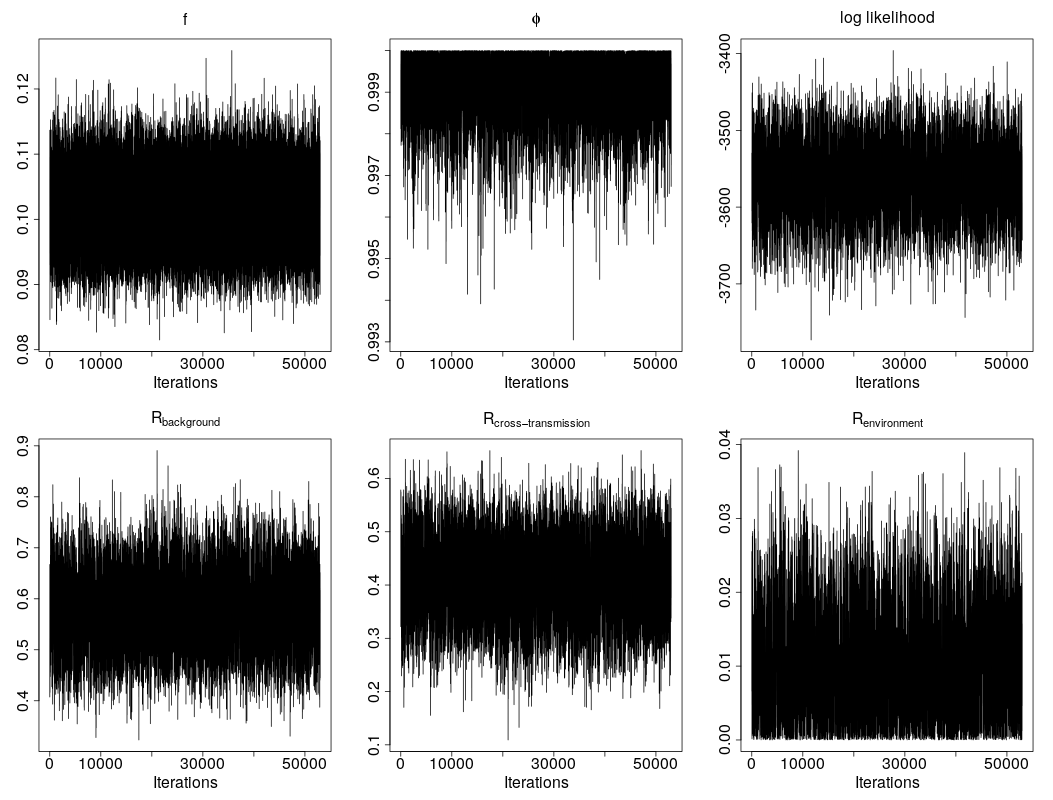 f
0.08 0.09 0.10 0.11 0.12
0 10000 30000 50000
Iterations
ϕ
0.993 0.995 0.997 0.999
0 10000 30000 50000
Iterations
log likelihood
-3700 -3600 -3500 -3400
0 10000 30000 50000
Iterations
Rbackground
0.4 0.5 0.6 0.7 0.8 0.9
0 10000 30000 50000
Iterations
Rcross−transmission
0.1 0.2 0.3 0.4 0.5 0.6
0 10000 30000 50000
Iterations
Renvironment
0.00 0.01 0.02 0.03 0.04
0 10000 30000 50000
Iterations